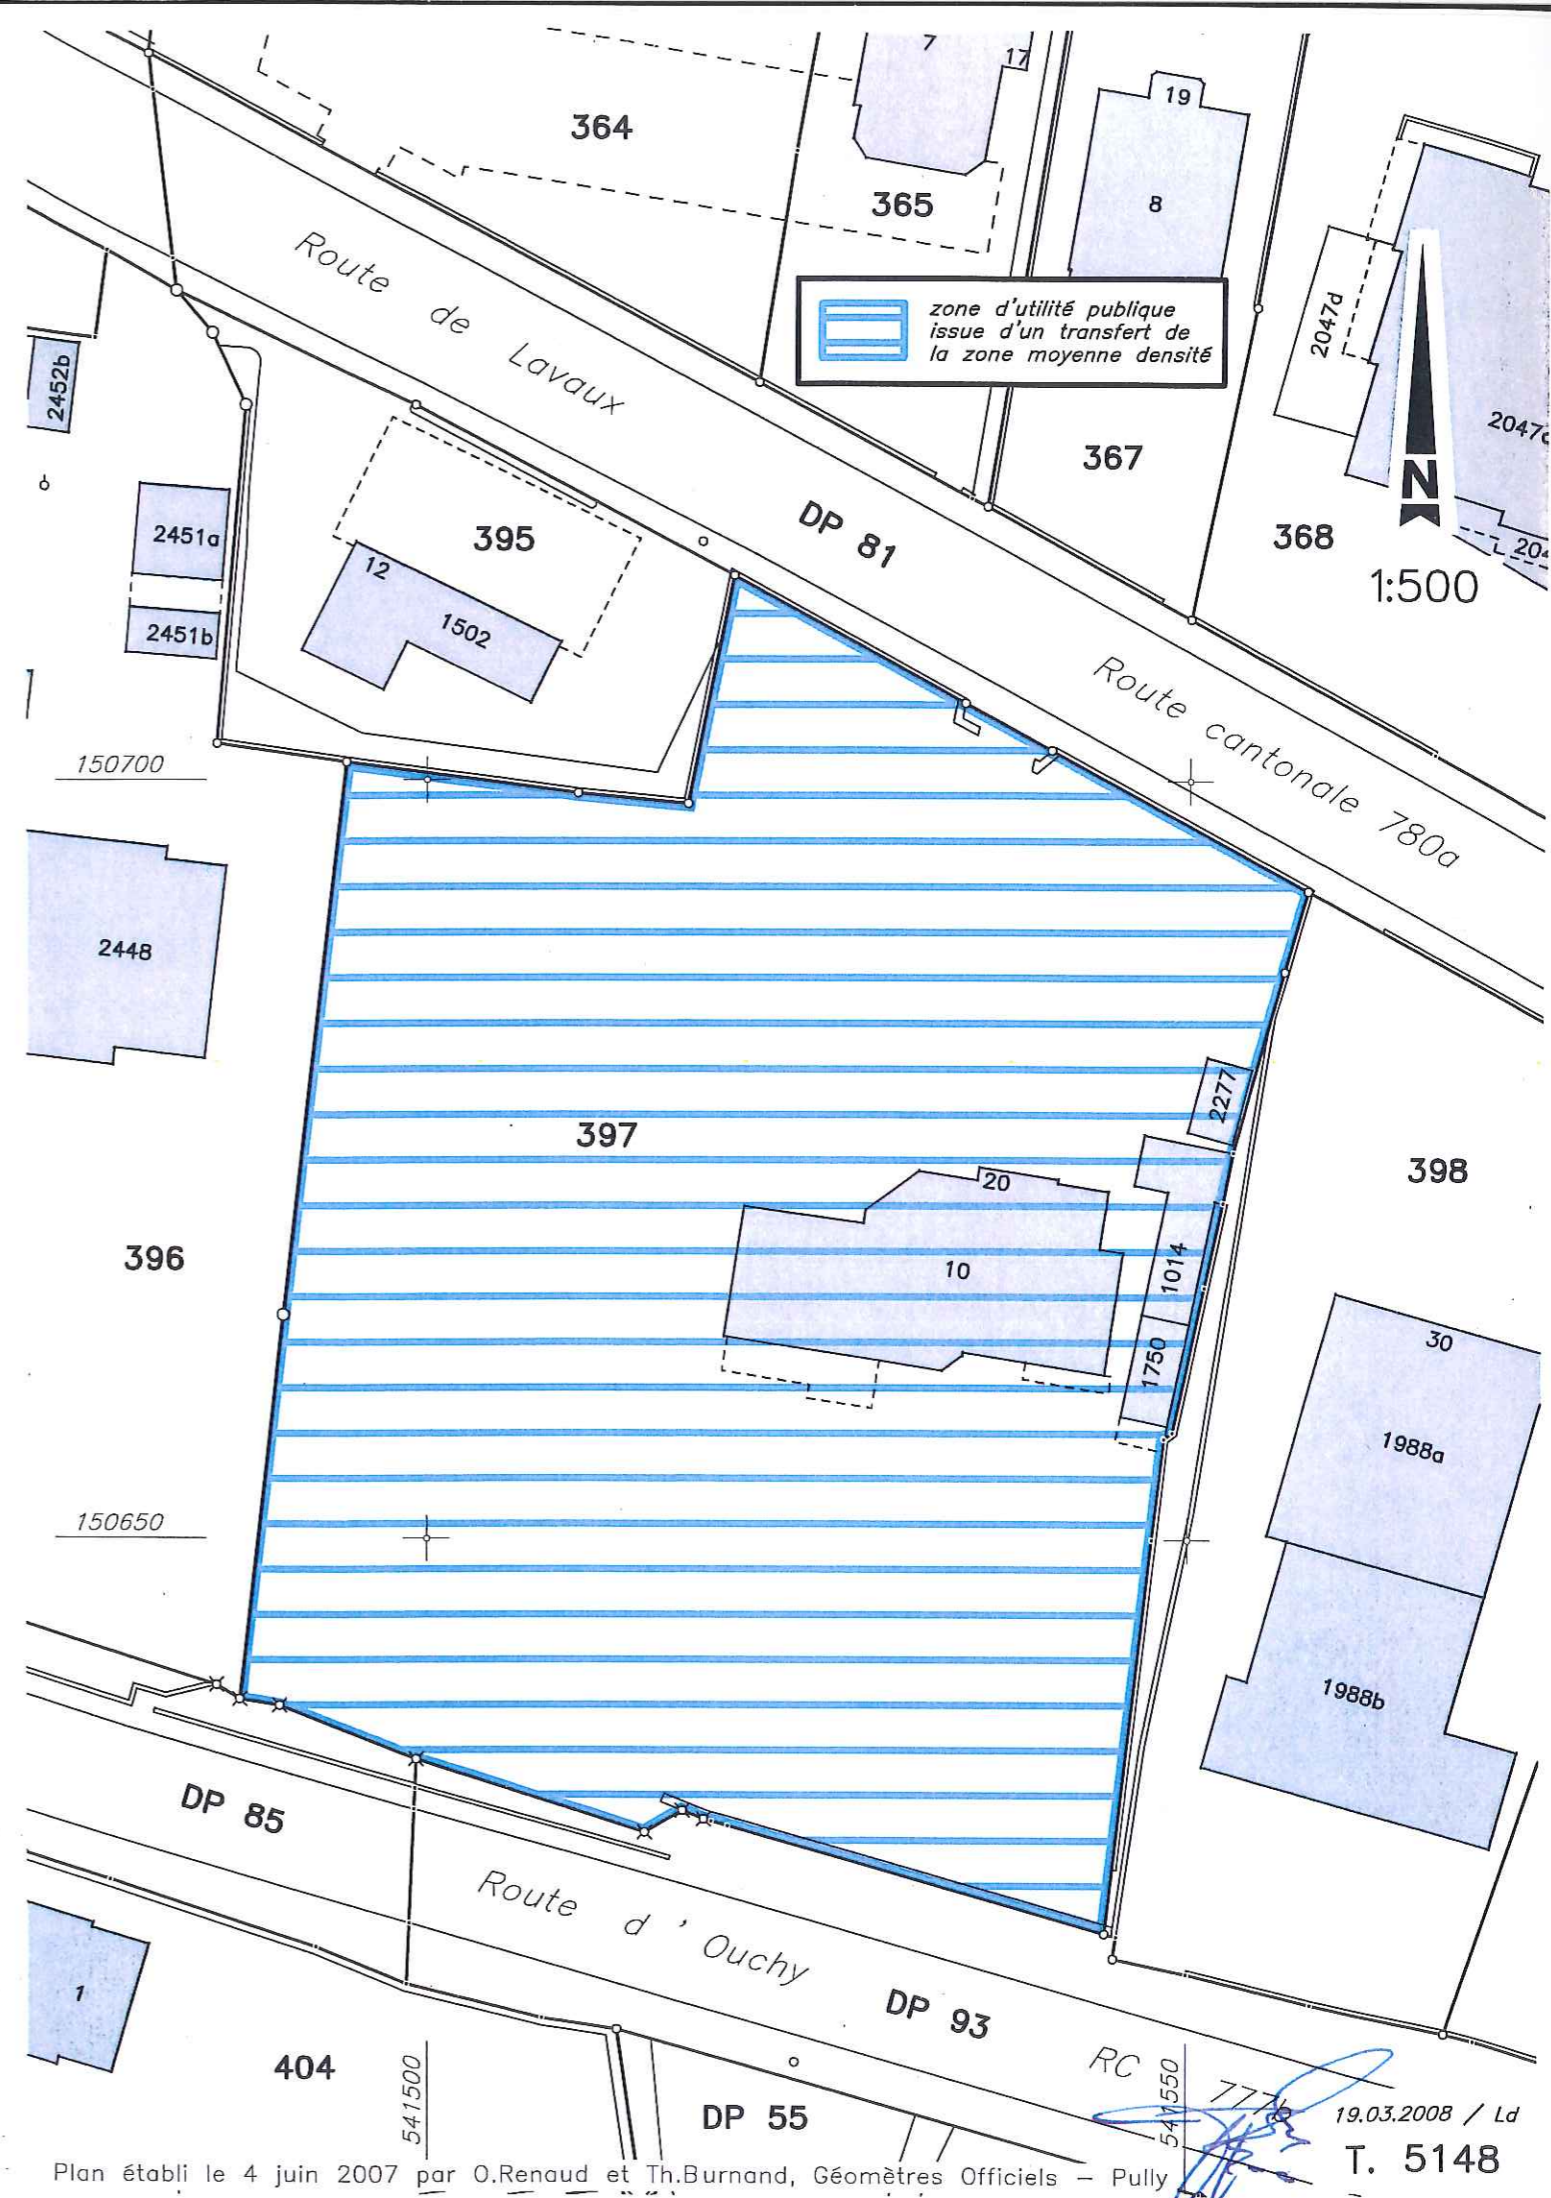 7
17
19
364
365
8
Route de Lavaux
zone d'utilité publique
issue d'un transfert de
la zone moyenne densité
2047d
2452b
367
DP 81
368
N
1:500
2451a
395
12
1502
2451b
Route cantonale 780a
150700
2448
2277
397
398
20
396
10
1014
1750
30
1988a
150650
1988b
DP 85
Route d'Ouchy
DP 93
1
404
541500
DP 55
RC
541550
19.03.2008 / Ld
T. 5148
Plan établi le 4 juin 2007 par O.Renaud et Th.Burnand, Géomètres Officiels – Pully